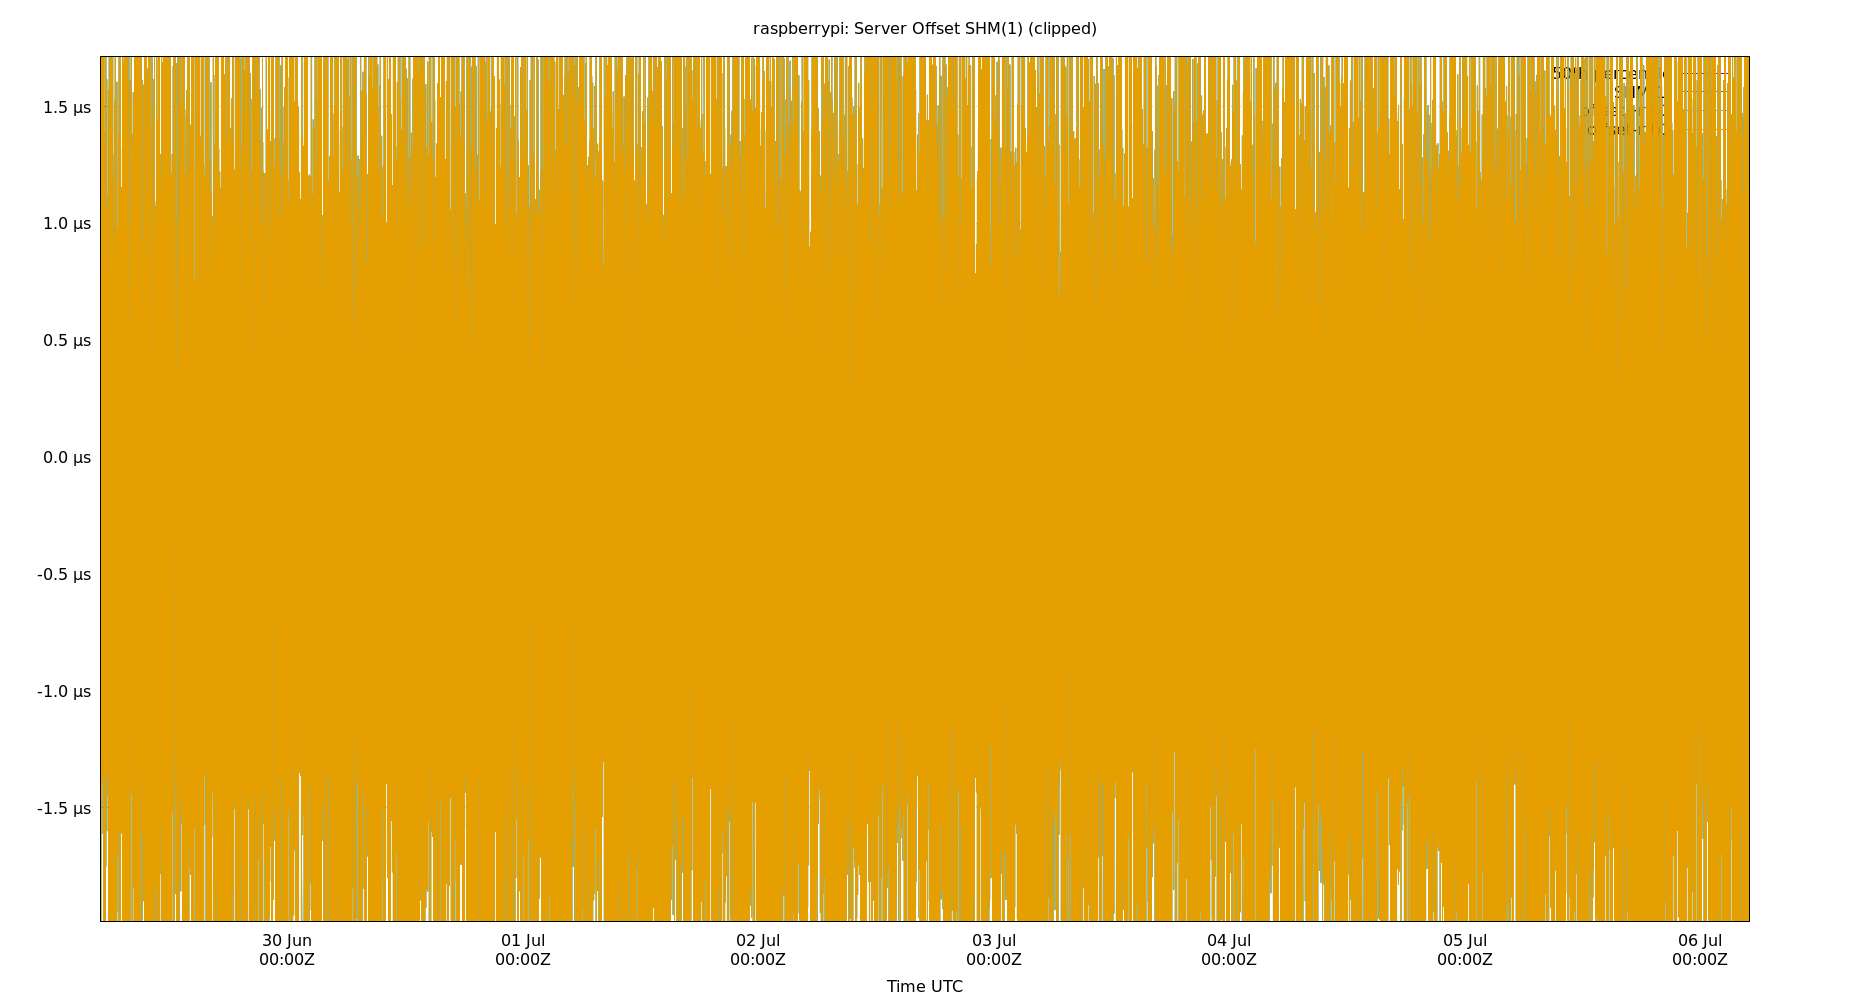 raspberrypi: Server Offset SHM(1) (clipped)
1.5 µs
1.0 µs
0.5 µs
0.0 µs
-0.5 µs
-1.0 µs
-1.5 µs
30 Jun 01 Jul 02 Jul 03 Jul 04 Jul 05 Jul 06 Jul
00:00Z 00:00Z 00:00Z 00:00Z 00:00Z 00:00Z 00:00Z
Time UTC